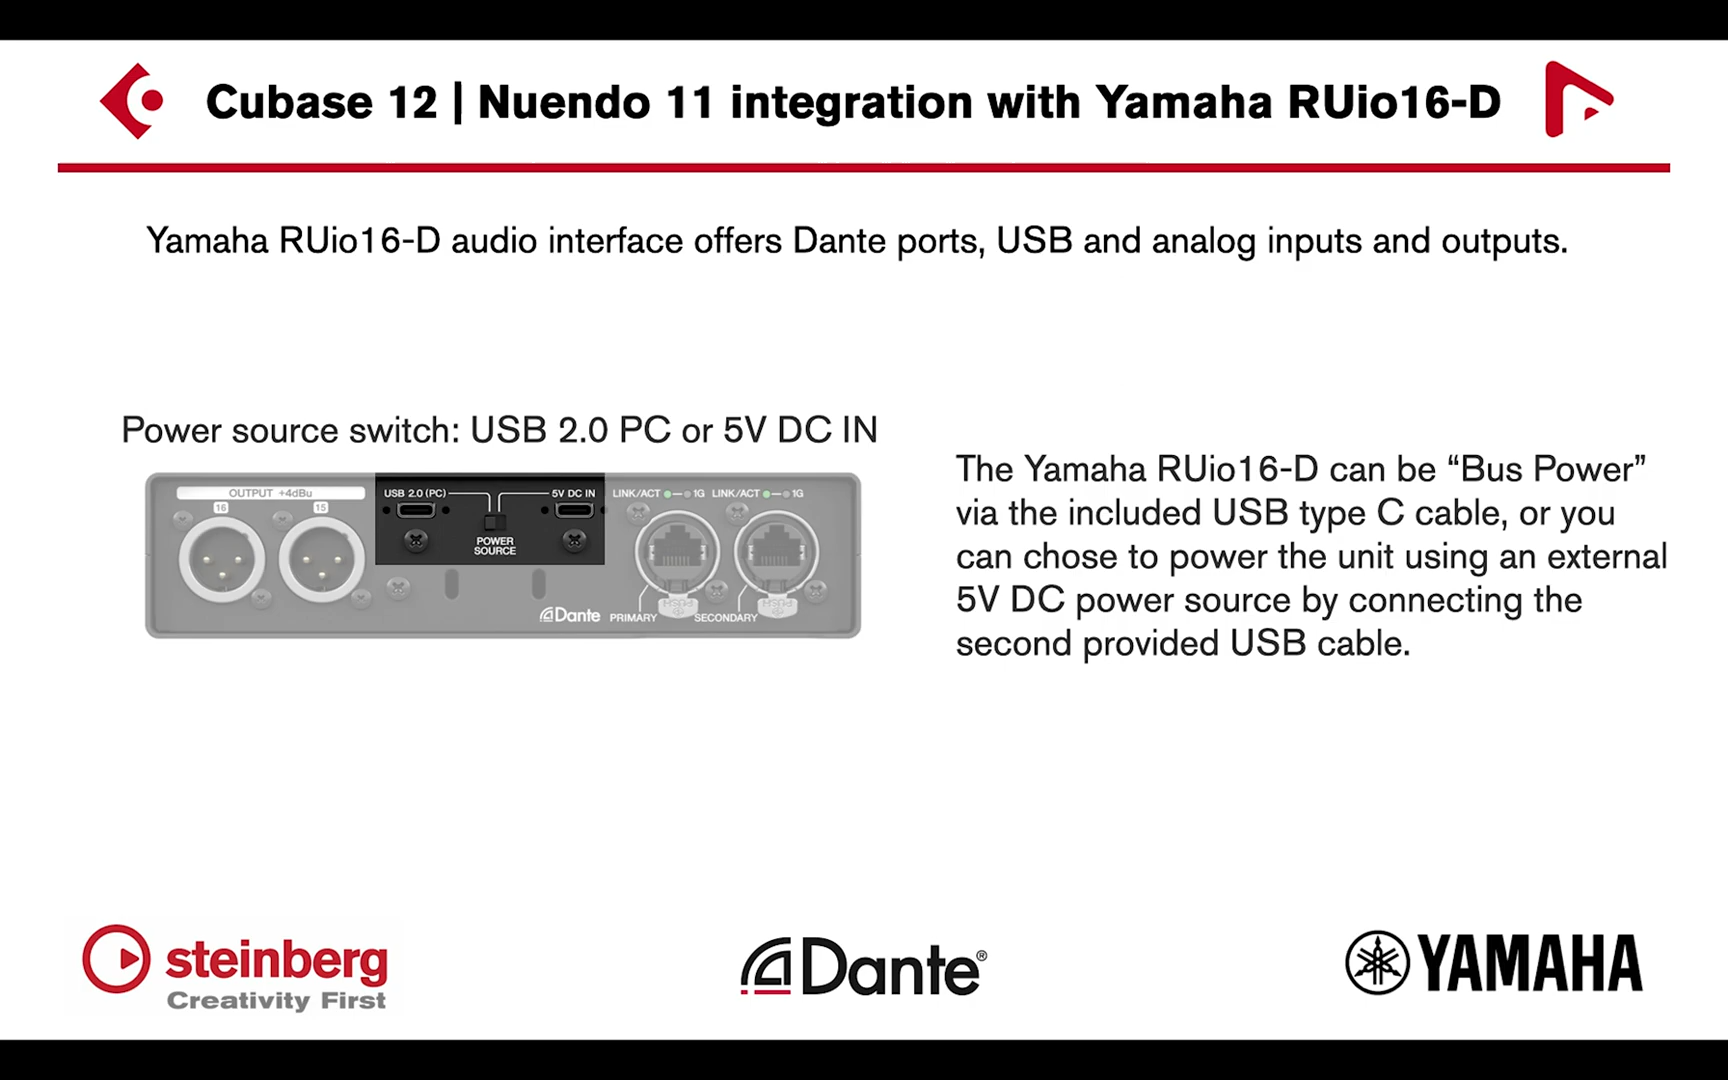 Cubase 12 | Nuendo 11 integration with Yamaha RUio16-D
Yamaha RUio16-D audio interface offers Dante ports, USB and analog inputs and outputs.
Power source switch: USB 2.0 PC or 5V DC IN
OUTPUT +4dBu
16
15
USB 2.0 (PC)
5V DC IN
POWER
SOURCE
LINK/ACT
1G
LINK/ACT
1G
Dante
PRIMARY
PUSH
SECONDARY
PUSH
The Yamaha RUio16-D can be “Bus Power”
via the included USB type C cable, or you
can chose to power the unit using an external
5V DC power source by connecting the
second provided USB cable.
steinberg
Creativity First
Dante®
YAMAHA